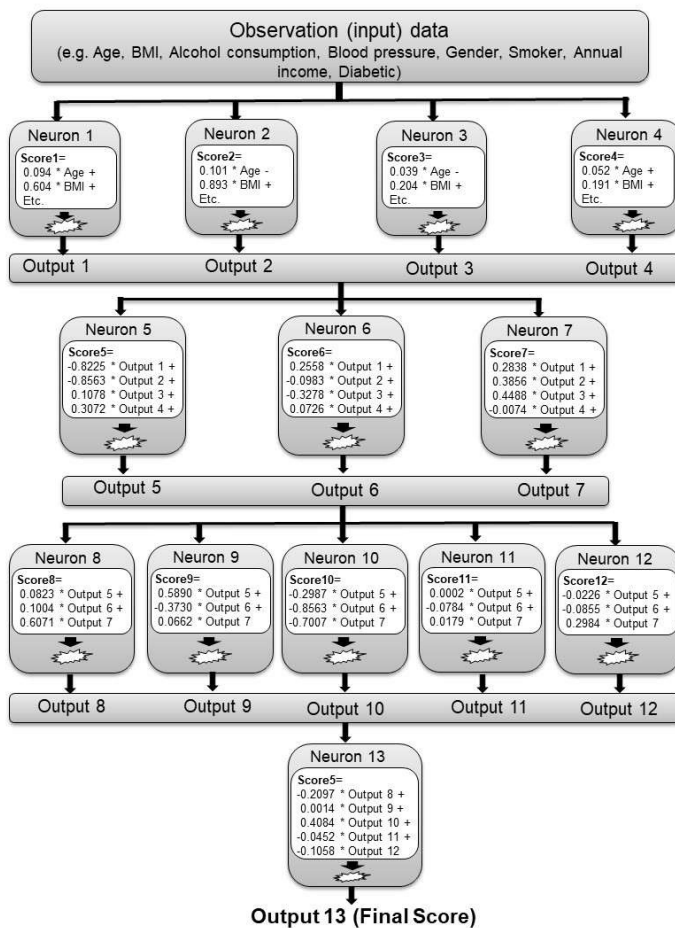 Observation (input) data
(e.g. Age, BMI, Alcohol consumption, Blood pressure, Gender, Smoker, Annual
income, Diabetic)
Neuron 1
Score1=
0.094 * Age +
0.604 * BMI +
Etc.
Neuron 2
Score2=
0.101 * Age -
0.893 * BMI +
Etc.
Neuron 3
Score3=
0.039 * Age -
0.204 * BMI +
Etc.
Neuron 4
Score4=
0.052 * Age +
0.191 * BMI +
Etc.
Output 1
Output 2
Output 3
Output 4
Neuron 5
Score5=
-0.8225 * Output 1 +
-0.8563 * Output 2 +
0.1078 * Output 3 +
0.3072 * Output 4 +
Neuron 6
Score6=
0.2558 * Output 1 +
-0.0983 * Output 2 +
-0.3278 * Output 3 +
0.0726 * Output 4 +
Neuron 7
Score7=
0.2838 * Output 1 +
0.3856 * Output 2 +
0.4488 * Output 3 +
-0.0074 * Output 4 +
Output 5
Output 6
Output 7
Neuron 8
Score8=
0.0823 * Output 5 +
0.1004 * Output 6 +
0.6071 * Output 7
Neuron 9
Score9=
0.5890 * Output 5 +
-0.3730 * Output 6 +
0.0662 * Output 7
Neuron 10
Score10=
-0.2987 * Output 5 +
-0.8563 * Output 6 +
-0.7007 * Output 7
Neuron 11
Score11=
0.0002 * Output 5 +
-0.0784 * Output 6 +
0.0179 * Output 7
Neuron 12
Score12=
-0.0226 * Output 5 +
-0.0855 * Output 6 +
0.2984 * Output 7
Output 8
Output 9
Output 10
Output 11
Output 12
Neuron 13
Score5=
-0.2097 * Output 8 +
0.0014 * Output 9 +
0.4084 * Output 10 +
-0.0452 * Output 11 +
-0.1058 * Output 12
Output 13 (Final Score)